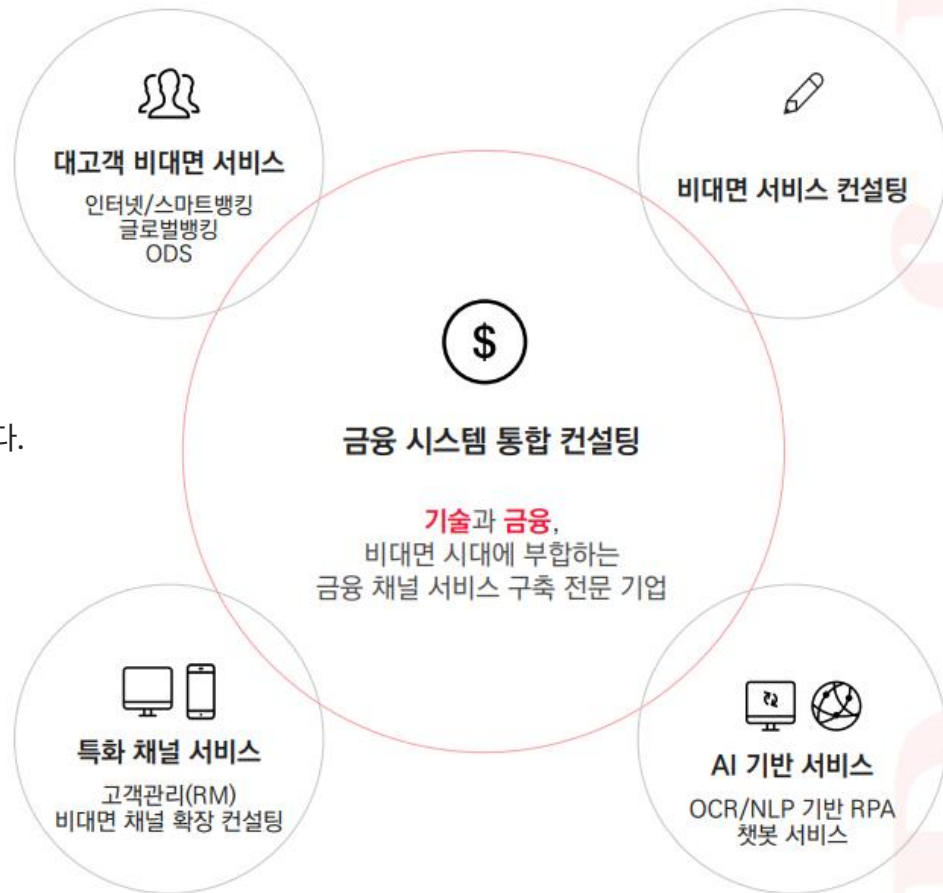 대고객 비대면 서비스
인터넷/스마트뱅킹
글로벌뱅킹
ODS
비대면 서비스 컨설팅
$
금융 시스템 통합 컨설팅
기술과 금융,
비대면 시대에 부합하는
금융 채널 서비스 구축 전문 기업
다.
특화 채널 서비스
고객관리(RM)
비대면 채널 확장 컨설팅
AI 기반 서비스
OCR/NLP 기반 RPA
챗봇 서비스